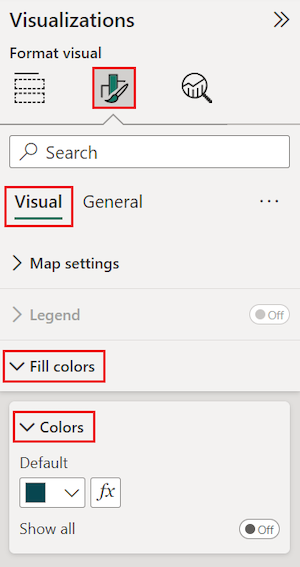 Visualizations
Format visual
Search
Visual General
Map settings
Legend Off
Fill colors
Colors
Default
fx
Show all Off